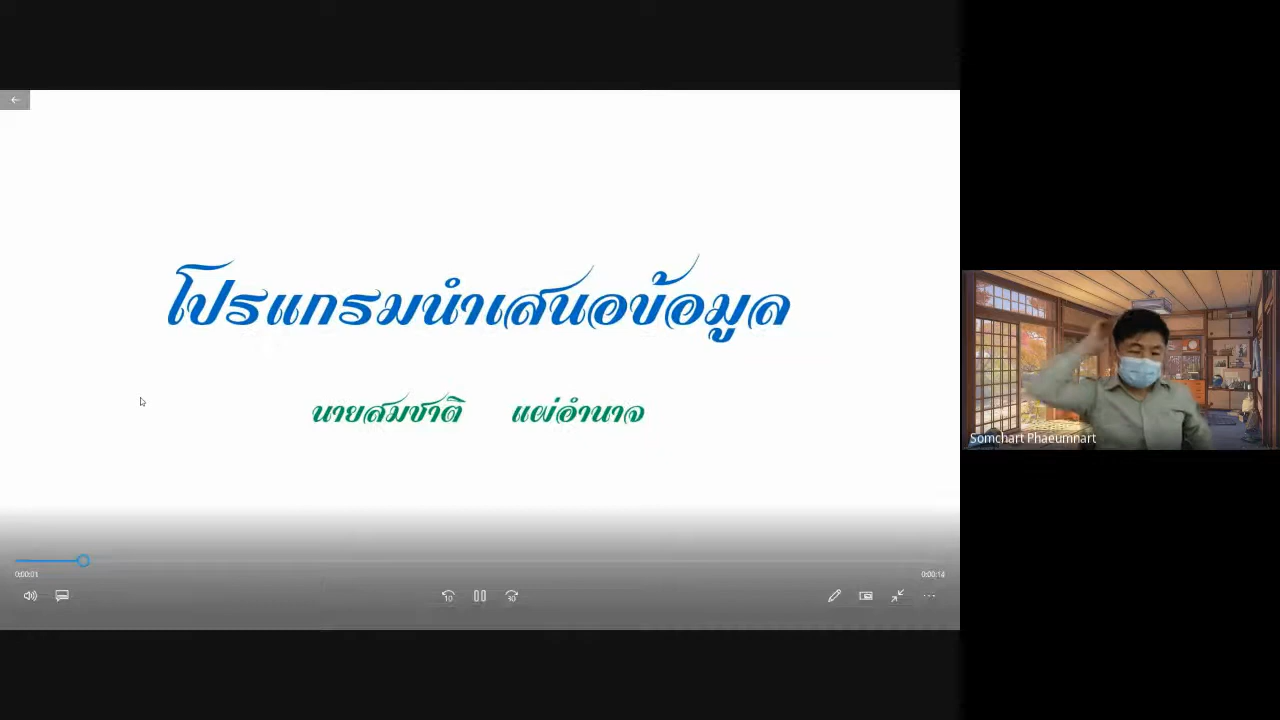 โปรแกรมนำเสนอข้อมูล
นายสมชาติ แผ่อำนาจ
Somchart Phaeumnart
0:00:01
0:00:14
10
30